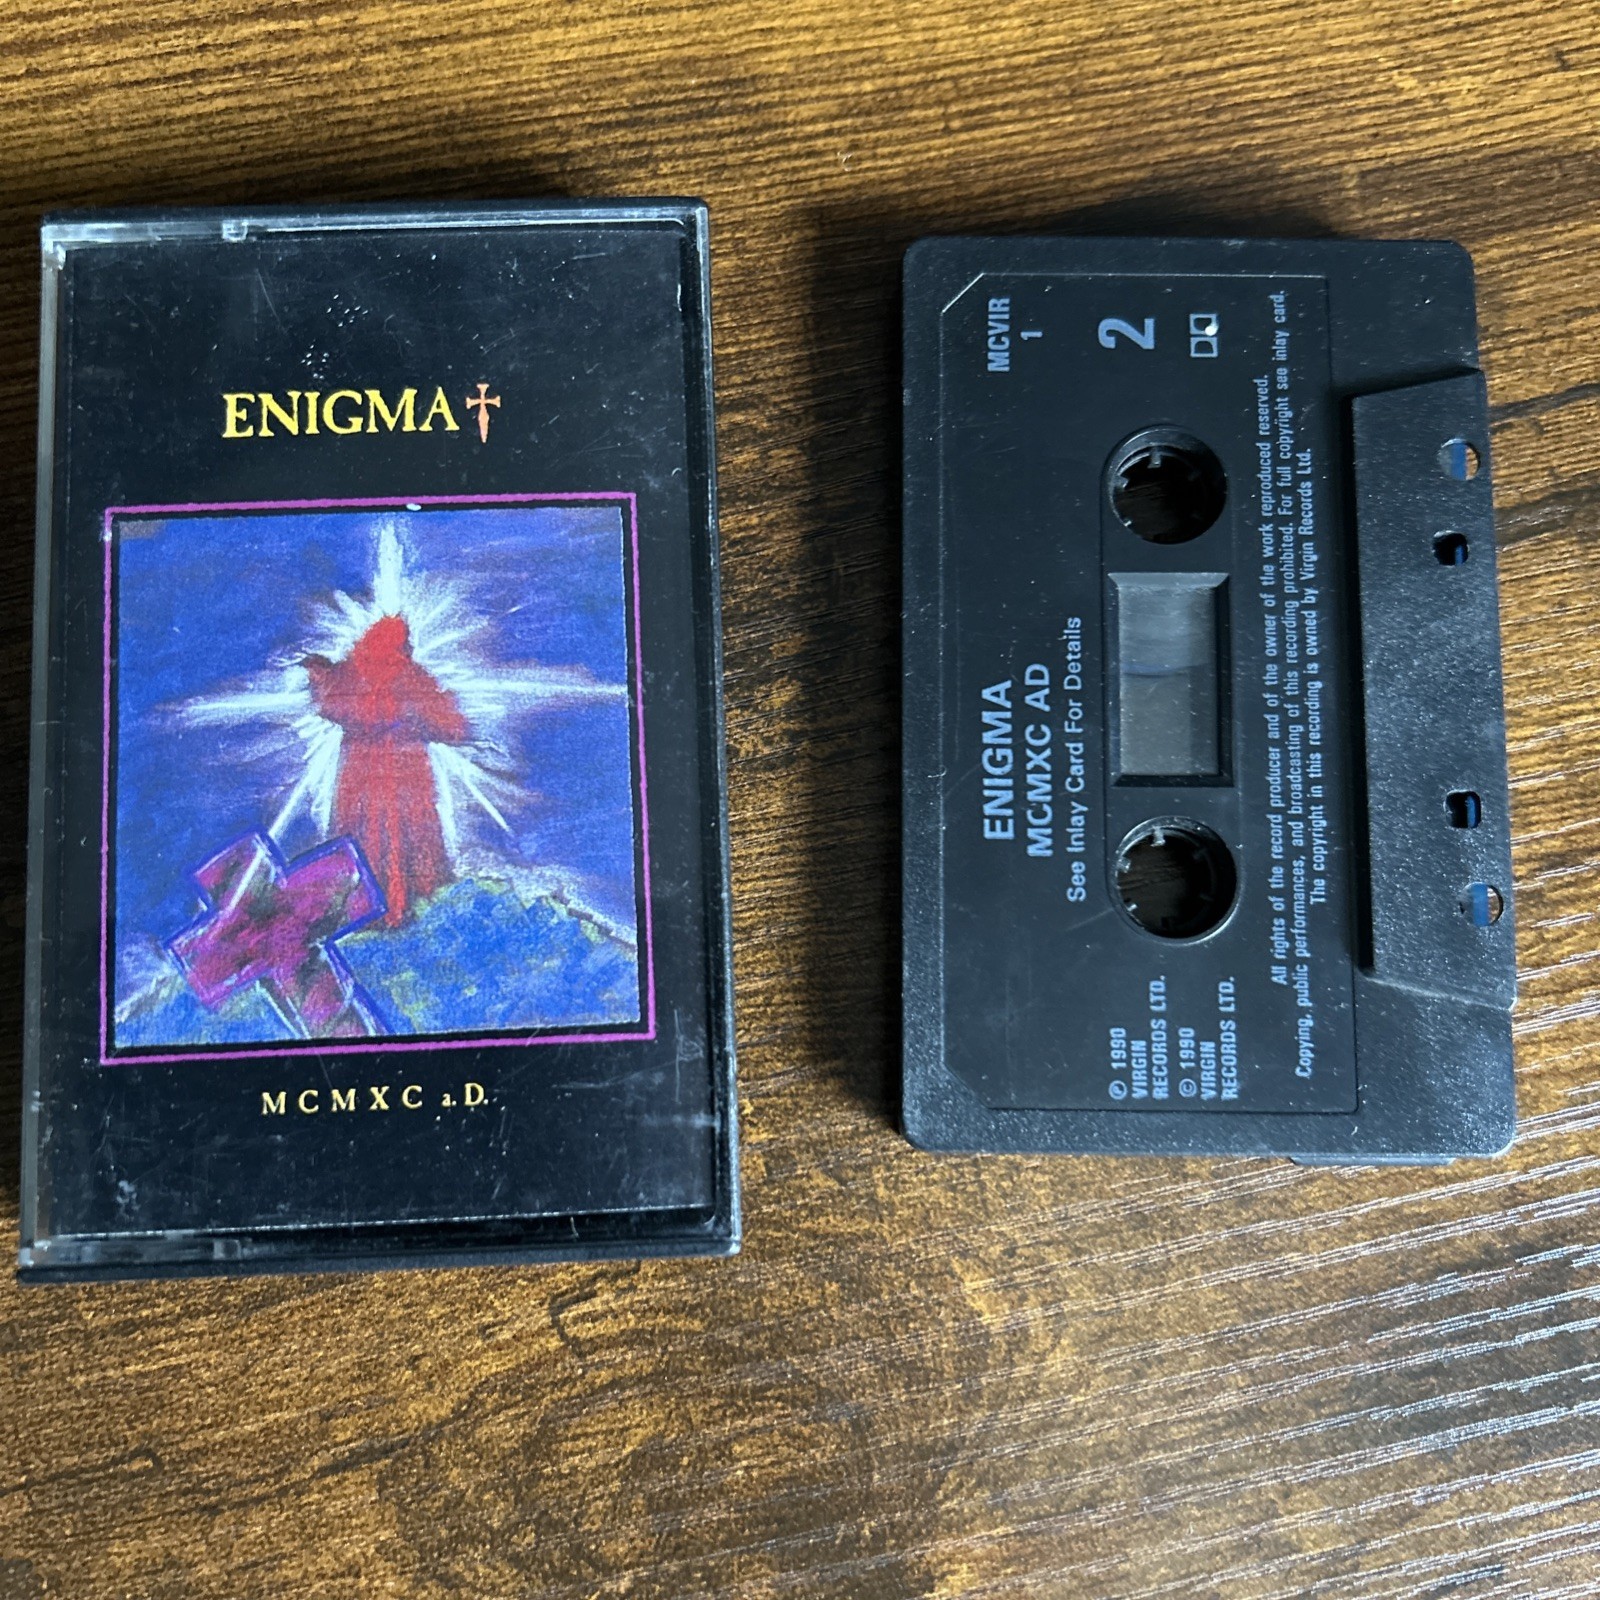 ENIGMA
MCMXC a.D.
MCVIR
1
2
ENIGMA
MCMXC AD
See Inlay Card For Details
℗ 1990
VIRGIN
RECORDS LTD.
© 1990
VIRGIN
RECORDS LTD.
All rights of the record producer and of the owner of the work reproduced reserved.
Copying, public performances, and broadcasting of this recording prohibited. For full copyright see inlay card.
The copyright in this recording is owned by Virgin Records Ltd.